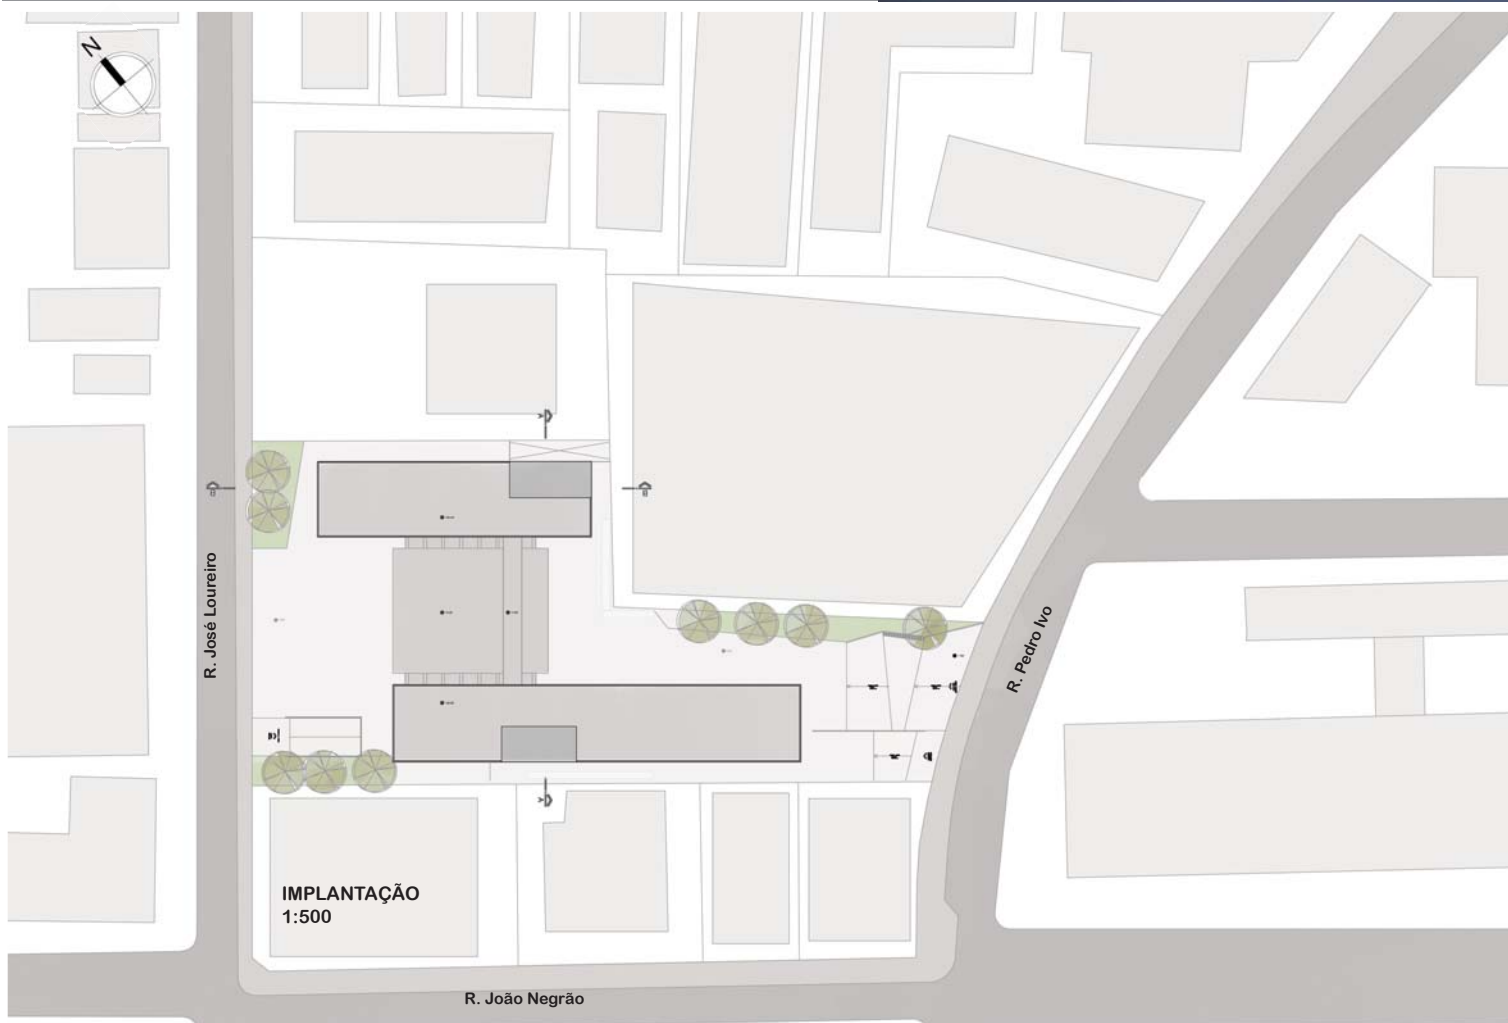 N
R. José Loureiro
R. Pedro Ivo
IMPLANTAÇÃO
1:500
R. João Negrão